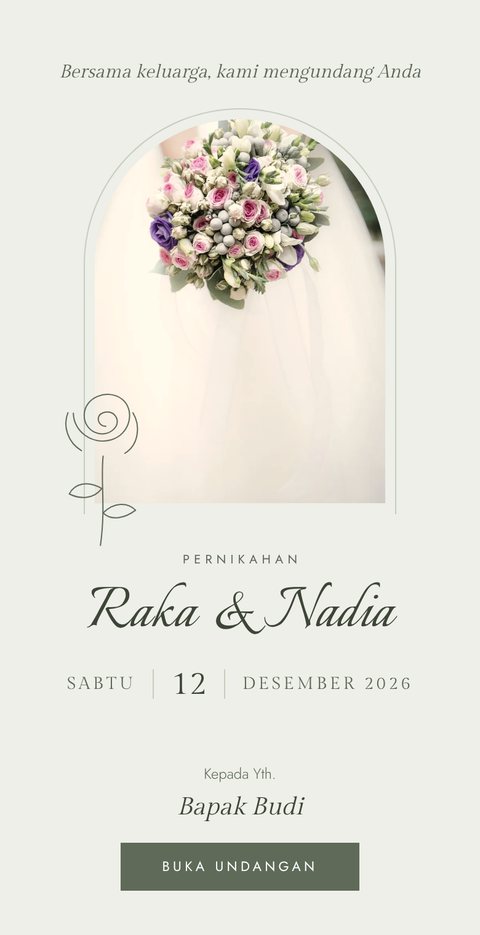 Bersama keluarga, kami mengundang Anda
PERNIKAHAN
Raka & Nadia
SABTU 12 DESEMBER 2026
Kepada Yth.
Bapak Budi
BUKA UNDANGAN